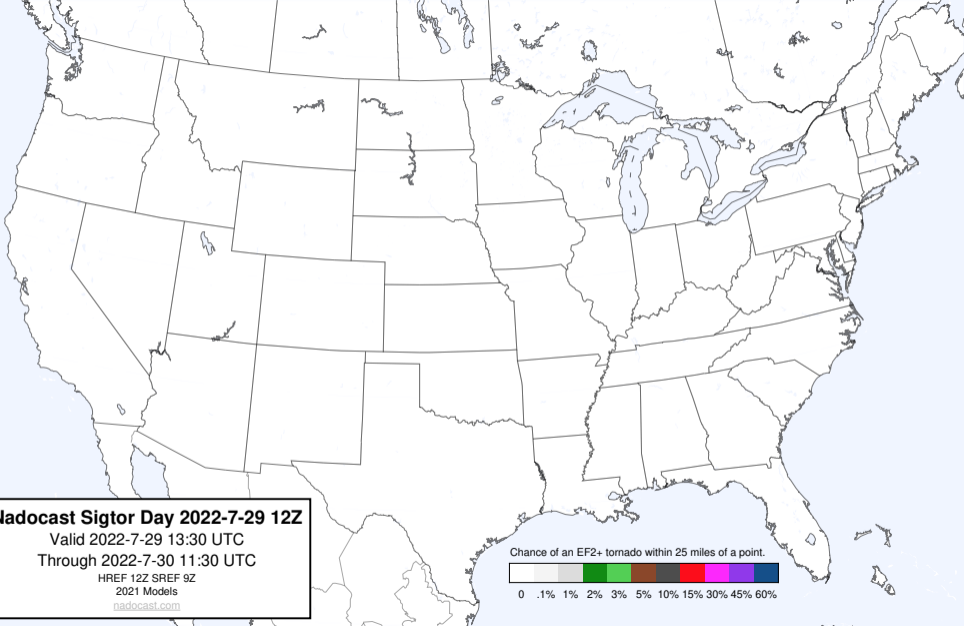 Nadocast Sigtor Day 2022-7-29 12Z
Valid 2022-7-29 13:30 UTC
Through 2022-7-30 11:30 UTC
HREF 12Z SREF 9Z
2021 Models
nadocast.com
Chance of an EF2+ tornado within 25 miles of a point.
0 .1% 1% 2% 3% 5% 10% 15% 30% 45% 60%